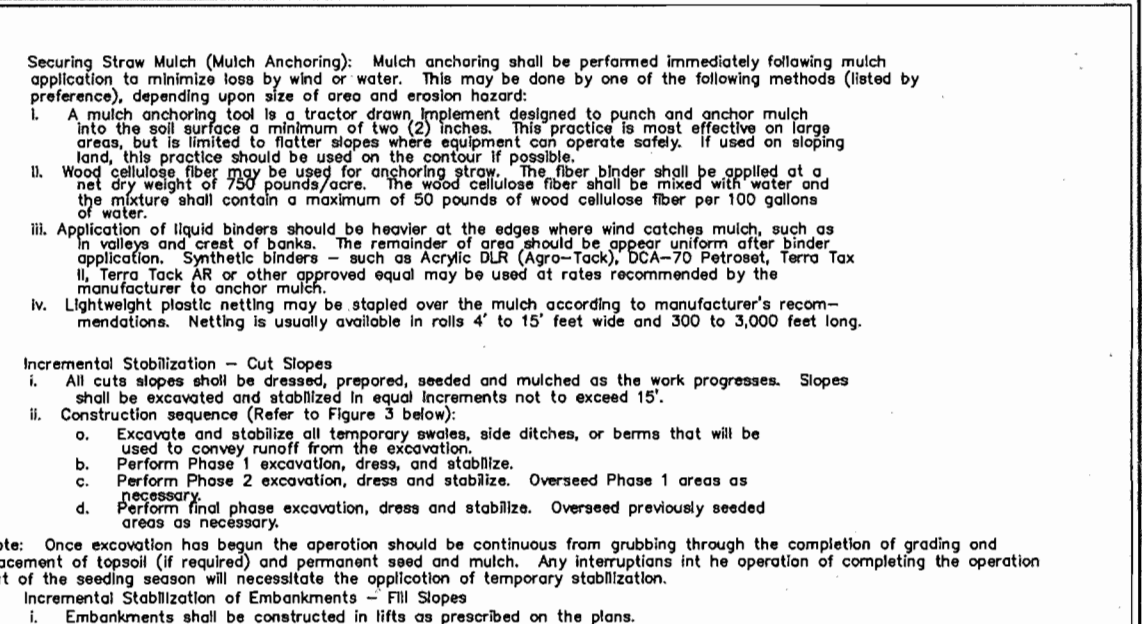 Securing Straw Mulch (Mulch Anchoring): Mulch anchoring shall be performed immediately following mulch
application to minimize loss by wind or water. This may be done by one of the following methods (listed by
preference), depending upon size of area and erosion hazard:
i. A mulch anchoring tool is a tractor drawn implement designed to punch and anchor mulch
into the soil surface a minimum of two (2) inches. This practice is most effective on large
areas, but is limited to flatter slopes where equipment can operate safely. If used on sloping
land, this practice should be used on the contour if possible.
ii. Wood cellulose fiber may be used for anchoring straw. The fiber binder shall be applied at a
net dry weight of 750 pounds/acre. The wood cellulose fiber shall be mixed with water and
the mixture shall contain a maximum of 50 pounds of wood cellulose fiber per 100 gallons
of water.
iii. Application of liquid binders should be heavier at the edges where wind catches mulch, such as
in valleys and crest of banks. The remainder of area should be appear uniform after binder
application. Synthetic binders – such as Acrylic DLR (Agro-Tack), DCA-70 Petroset, Terra Tax
II, Terra Tack AR or other approved equal may be used at rates recommended by the
manufacturer to anchor mulch.
iv. Lightweight plastic netting may be stapled over the mulch according to manufacturer's recom-
mendations. Netting is usually available in rolls 4' to 15' feet wide and 300 to 3,000 feet long.
Incremental Stabilization – Cut Slopes
i. All cuts slopes shall be dressed, prepared, seeded and mulched as the work progresses. Slopes
shall be excavated and stabilized in equal increments not to exceed 15'.
ii. Construction sequence (Refer to Figure 3 below):
a. Excavate and stabilize all temporary swales, side ditches, or berms that will be
used to convey runoff from the excavation.
b. Perform Phase 1 excavation, dress, and stabilize.
c. Perform Phase 2 excavation, dress and stabilize. Overseed Phase 1 areas as
necessary.
d. Perform final phase excavation, dress and stabilize. Overseed previously seeded
areas as necessary.
ote: Once excavation has begun the operation should be continuous from grubbing through the completion of grading and
acement of topsoil (if required) and permanent seed and mulch. Any interruptions int he operation of completing the operation
t of the seeding season will necessitate the application of temporary stabilization.
Incremental Stabilization of Embankments – Fill Slopes
i. Embankments shall be constructed in lifts as prescribed on the plans.